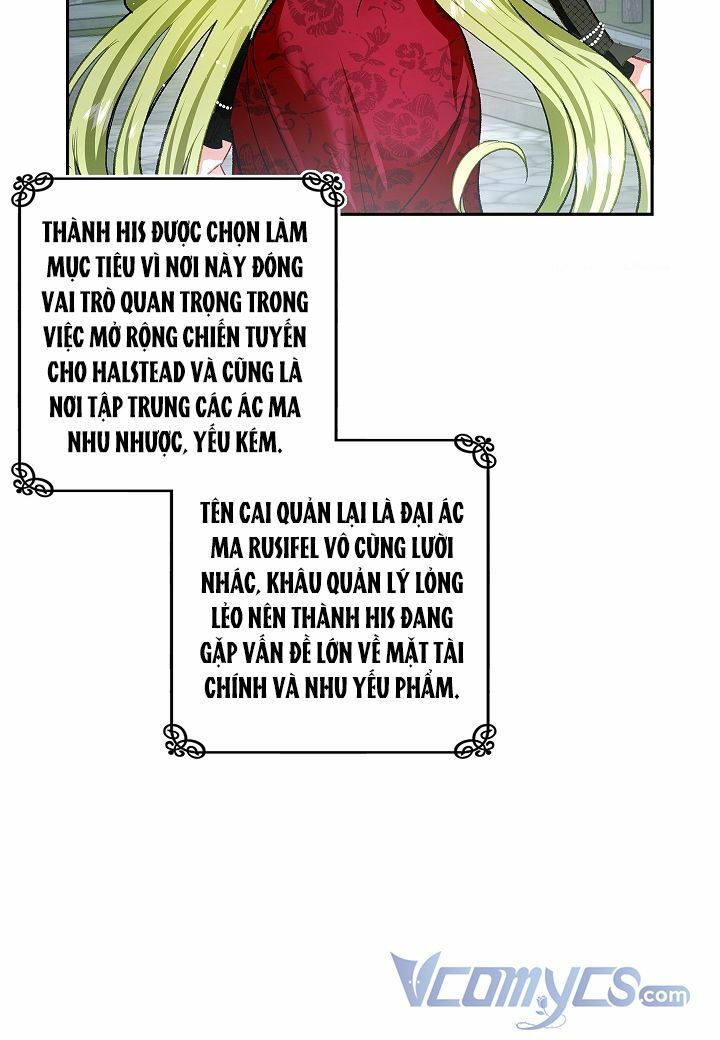 THÀNH HIS ĐƯỢC CHỌN LÀM
MỤC TIÊU VÌ NƠI NÀY ĐÓNG
VAI TRÒ QUAN TRỌNG TRONG
VIỆC MỞ RỘNG CHIẾN TUYẾN
CHO HALSTEAD VÀ CŨNG LÀ
NƠI TẬP TRUNG CÁC ÁC MA
NHU NHƯỢC, YẾU KÉM.
TÊN CAI QUẢN LẠI LÀ ĐẠI ÁC
MA RUSIFEL VÔ CÙNG LƯỜI
NHÁC, KHÂU QUẢN LÝ LỎNG
LẺO NÊN THÀNH HIS ĐANG
GẶP VẤN ĐỀ LỚN VỀ MẶT TÀI
CHÍNH VÀ NHU YẾU PHẨM.
VCOMYCS.com